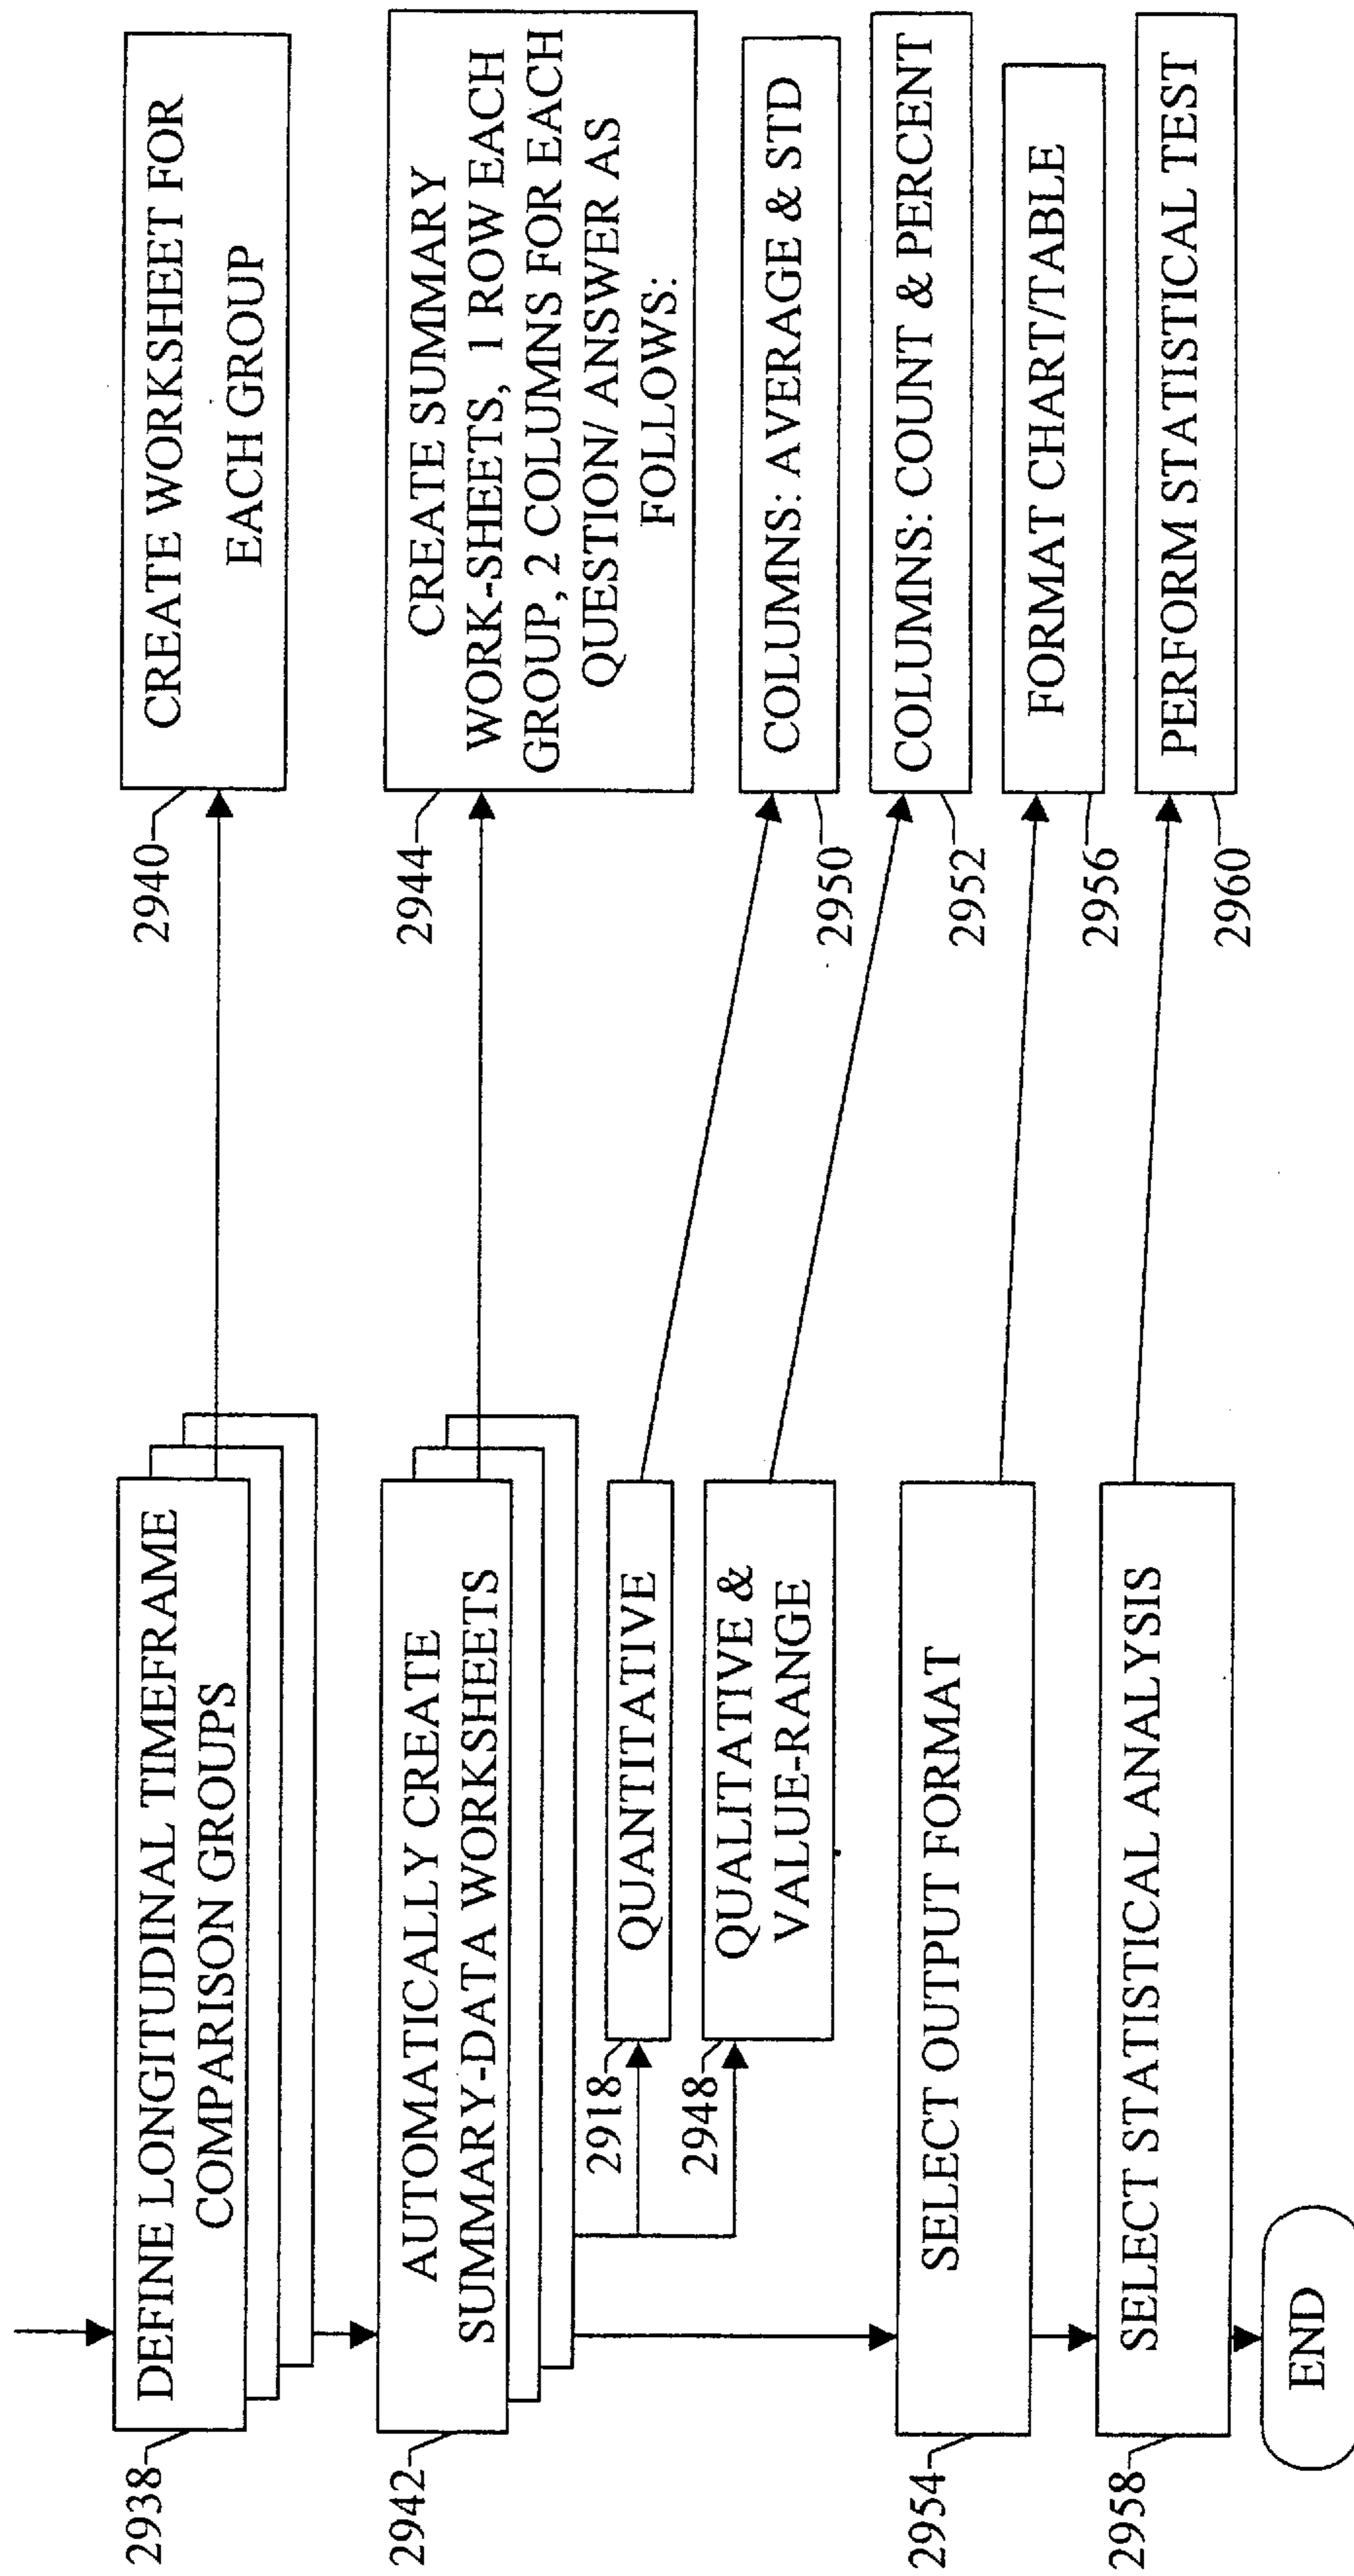 2938
DEFINE LONGITUDINAL TIMEFRAME
COMPARISON GROUPS
2940
CREATE WORKSHEET FOR
EACH GROUP
2942
AUTOMATICALLY CREATE
SUMMARY-DATA WORKSHEETS
2944
CREATE SUMMARY
WORK-SHEETS, 1 ROW EACH
GROUP, 2 COLUMNS FOR EACH
QUESTION/ ANSWER AS
FOLLOWS:
2918
QUANTITATIVE
2950
COLUMNS: AVERAGE & STD
2948
QUALITATIVE &
VALUE-RANGE
2952
COLUMNS: COUNT & PERCENT
2954
SELECT OUTPUT FORMAT
2956
FORMAT CHART/TABLE
2958
SELECT STATISTICAL ANALYSIS
2960
PERFORM STATISTICAL TEST
END